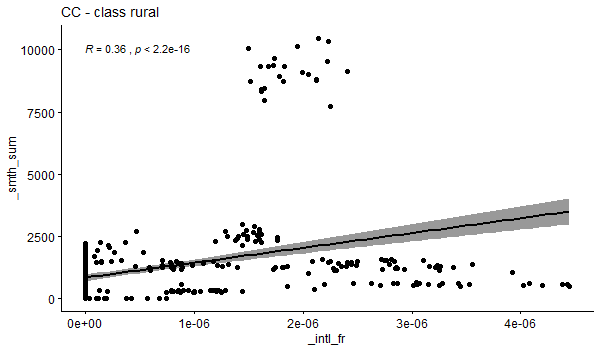 CC - class rural
R = 0.36 , p < 2.2e-16
10000
7500
5000
2500
0
_smth_sum
0e+00 1e-06 2e-06 3e-06 4e-06
_intl_fr